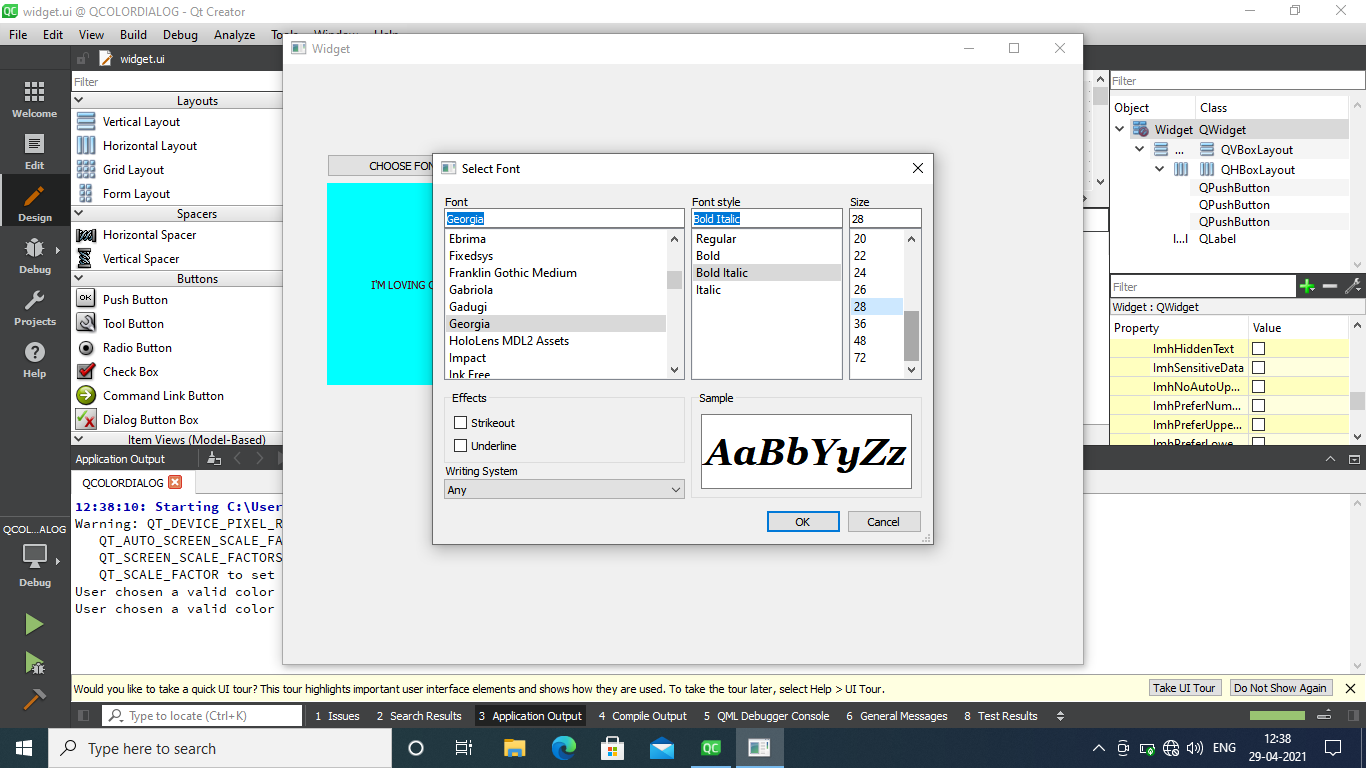 widget.ui @ QCOLORDIALOG - Qt Creator
File Edit View Build Debug Analyze Tools Window Help
widget.ui
Widget
Filter
Layouts
Vertical Layout
Horizontal Layout
Grid Layout
Form Layout
Spacers
Horizontal Spacer
Vertical Spacer
Buttons
Push Button
Tool Button
Radio Button
Check Box
Command Link Button
Dialog Button Box
Item Views (Model-Based)
Welcome
Edit
Design
Debug
Projects
Help
QCOL...ALOG
Debug
CHOOSE FON
I'M LOVING
Select Font
Font
Georgia
Ebrima
Fixedsys
Franklin Gothic Medium
Gabriola
Gadugi
Georgia
HoloLens MDL2 Assets
Impact
Ink Free
Font style
Bold Italic
Regular
Bold
Bold Italic
Italic
Size
28
20
22
24
26
28
36
48
72
Effects
Strikeout
Underline
Writing System
Any
Sample
AaBbYyZz
OK
Cancel
Filter
Object Class
Widget QWidget
... QVBoxLayout
QHBoxLayout
QPushButton
QPushButton
QPushButton
l...l QLabel
Filter
Widget : QWidget
Property Value
ImhHiddenText
ImhSensitiveData
ImhNoAutoUp...
ImhPreferNum...
ImhPreferUppe...
ImhPreferLowe...
Application Output
QCOLORDIALOG
12:38:10: Starting C:\User
Warning: QT_DEVICE_PIXEL_R
QT_AUTO_SCREEN_SCALE_FA
QT_SCREEN_SCALE_FACTORS
QT_SCALE_FACTOR to set
User chosen a valid color
User chosen a valid color
Would you like to take a quick UI tour? This tour highlights important user interface elements and shows how they are used. To take the tour later, select Help > UI Tour.
Take UI Tour
Do Not Show Again
Type to locate (Ctrl+K)
1 Issues
2 Search Results
3 Application Output
4 Compile Output
5 QML Debugger Console
6 General Messages
8 Test Results
Type here to search
ENG
12:38
29-04-2021